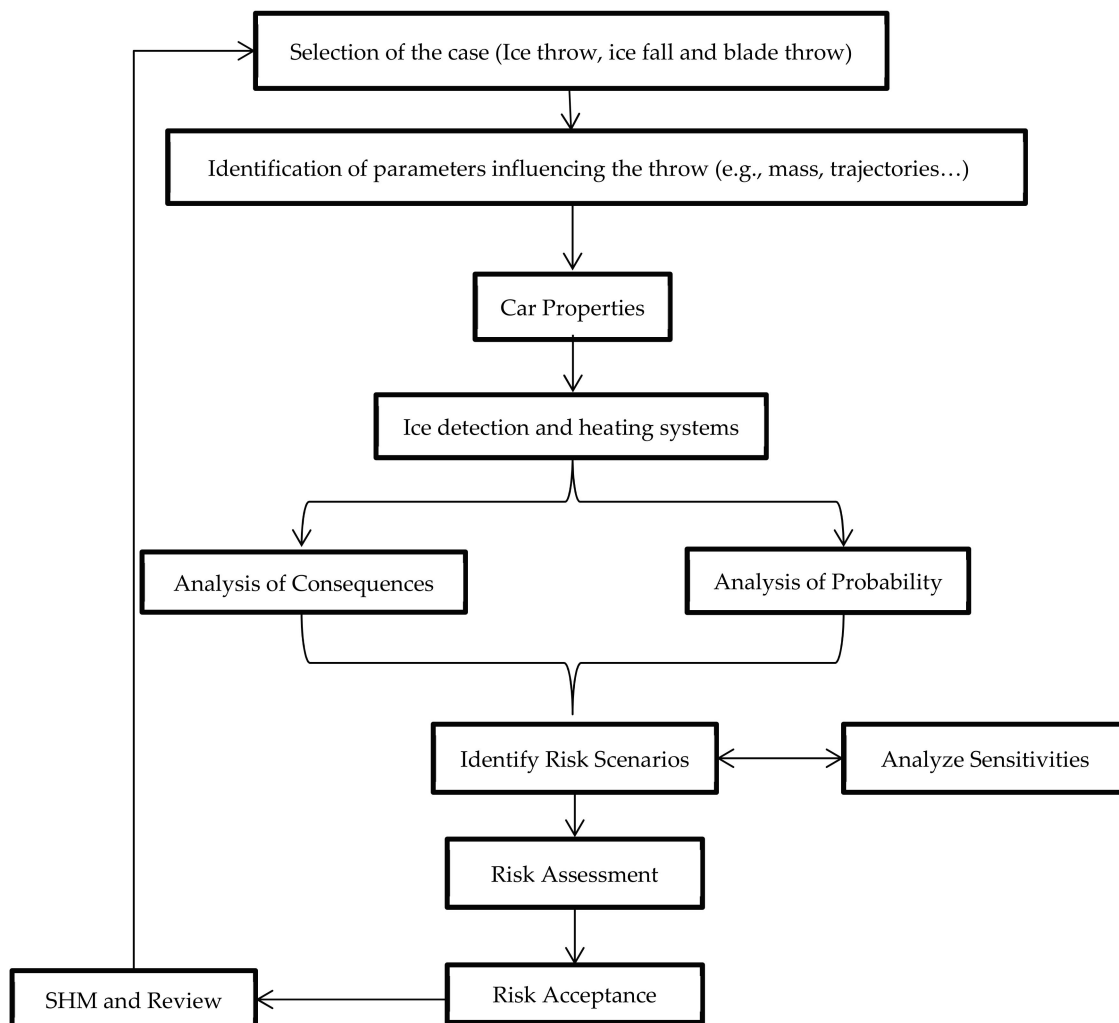 Selection of the case (Ice throw, ice fall and blade throw)
Identification of parameters influencing the throw (e.g., mass, trajectories…)
Car Properties
Ice detection and heating systems
Analysis of Consequences
Analysis of Probability
Identify Risk Scenarios
Analyze Sensitivities
Risk Assessment
Risk Acceptance
SHM and Review